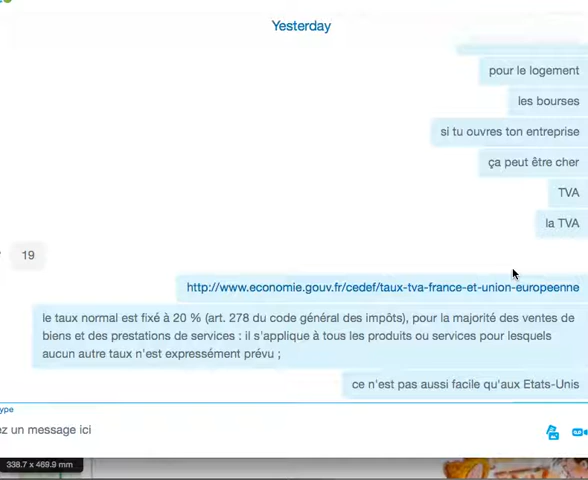 Yesterday
pour le logement
les bourses
si tu ouvres ton entreprise
ça peut être cher
TVA
la TVA
19
http://www.economie.gouv.fr/cedef/taux-tva-france-et-union-europeenne
le taux normal est fixé à 20 % (art. 278 du code général des impôts), pour la majorité des ventes de
biens et des prestations de services : il s'applique à tous les produits ou services pour lesquels
aucun autre taux n'est expressément prévu ;
ce n'est pas aussi facile qu'aux Etats-Unis
ype
ez un message ici
338.7 x 469.9 mm